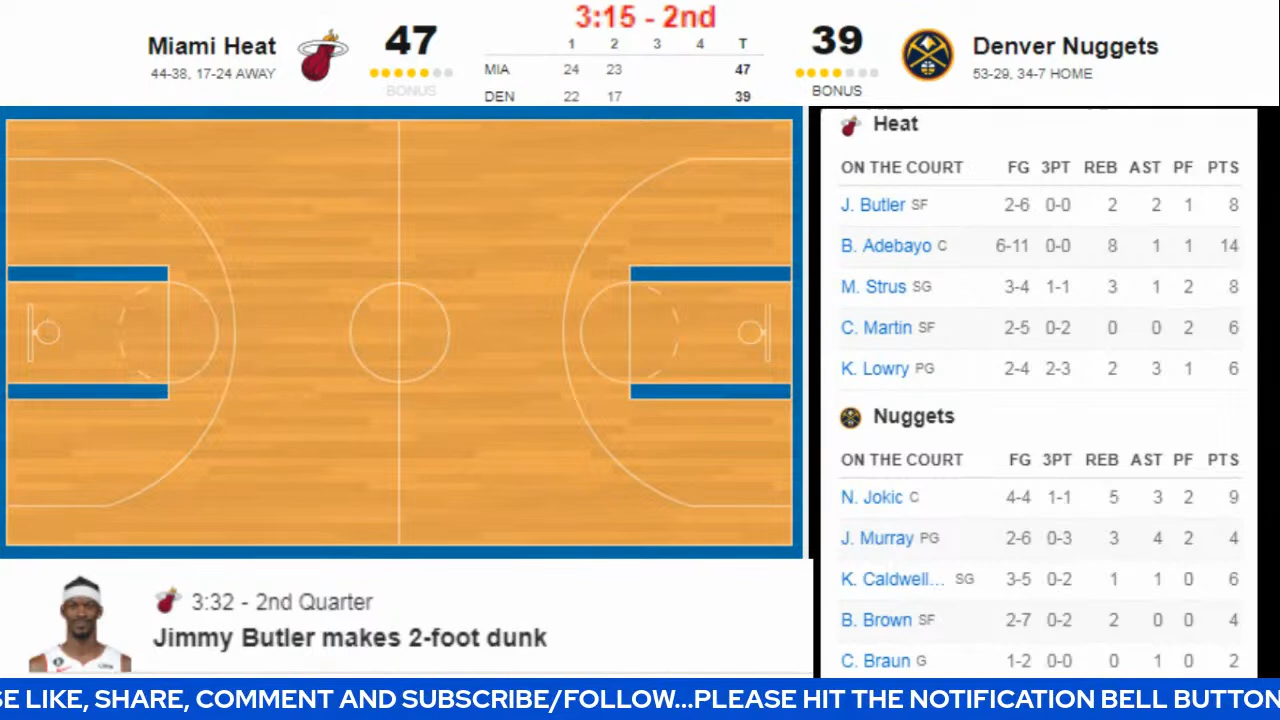 3:15 - 2nd
Miami Heat
44-38, 17-24 AWAY
47
BONUS
1 2 3 4 T
MIA 24 23 47
DEN 22 17 39
39
BONUS
Denver Nuggets
53-29, 34-7 HOME
Heat
ON THE COURT FG 3PT REB AST PF PTS
J. Butler SF 2-6 0-0 2 2 1 8
B. Adebayo C 6-11 0-0 8 1 1 14
M. Strus SG 3-4 1-1 3 1 2 8
C. Martin SF 2-5 0-2 0 0 2 6
K. Lowry PG 2-4 2-3 2 3 1 6
Nuggets
ON THE COURT FG 3PT REB AST PF PTS
N. Jokic C 4-4 1-1 5 3 2 9
J. Murray PG 2-6 0-3 3 4 2 4
K. Caldwell... SG 3-5 0-2 1 1 0 6
B. Brown SF 2-7 0-2 2 0 0 4
C. Braun G 1-2 0-0 0 1 0 2
3:32 - 2nd Quarter
Jimmy Butler makes 2-foot dunk
SE LIKE, SHARE, COMMENT AND SUBSCRIBE/FOLLOW...PLEASE HIT THE NOTIFICATION BELL BUTTON